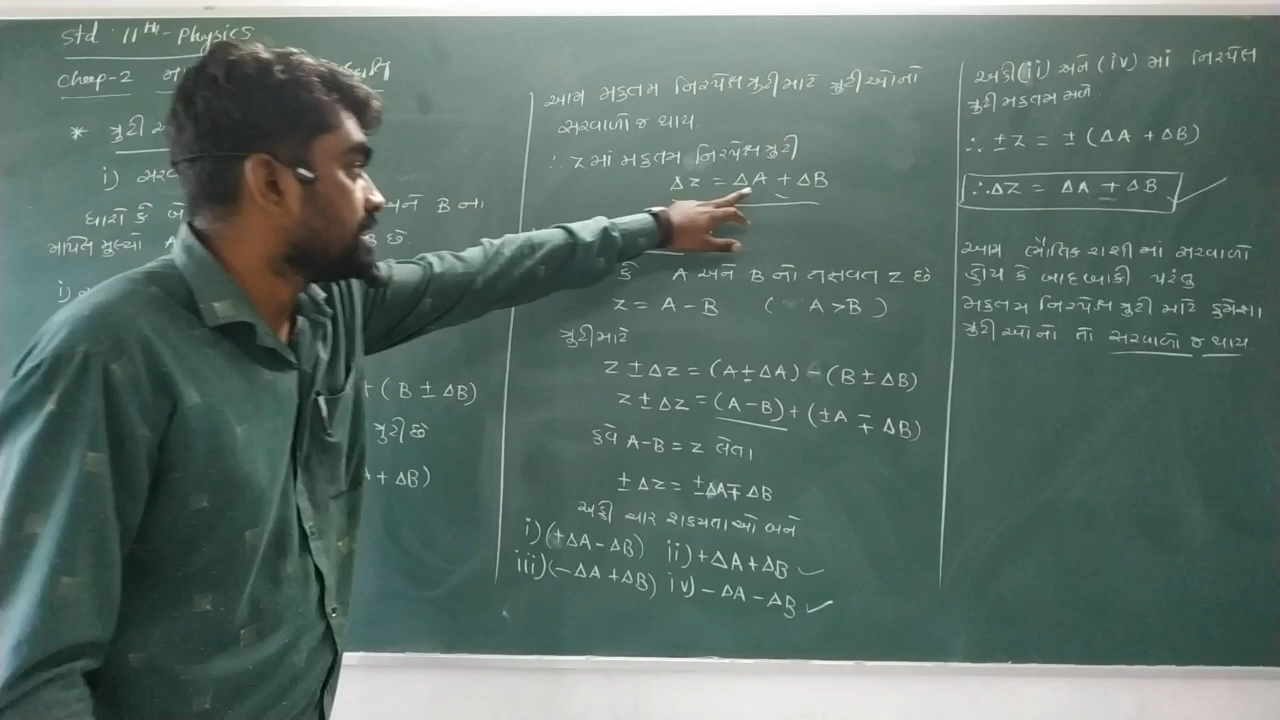 Std 11th - Physics
Chap-2
* ત્રુટી
i) સર
ધારો કે બે અને B ના
માપિત મુલ્યો A B છે.
i)
+ ( B ± ΔB)
ત્રુટી છે
A + ΔB)
આમ મહત્તમ નિરપેક્ષ ત્રુટી માટે ત્રુટીઓનો
સરવાળો જ થાય
∴ Z માં મહત્તમ નિરપેક્ષ ત્રુટી
ΔZ = ΔA + ΔB
કે A અને B નો તફાવત Z છે
Z = A - B ( A > B )
ત્રુટી માટે
Z ± ΔZ = (A ± ΔA) - (B ± ΔB)
Z ± ΔZ = (A - B) + (±A ∓ ΔB)
હવે A-B = Z લેતા
± ΔZ = ± ΔA ∓ ΔB
અહી ચાર શક્યતાઓ બને
i) (+ΔA - ΔB) ii) +ΔA + ΔB ✓
iii) (-ΔA + ΔB) iv) - ΔA - ΔB ✓
અહી (ii) અને (iv) માં નિરપેક્ષ
ત્રુટી મહત્તમ મળે
∴ ± Z = ± (ΔA + ΔB)
∴ ΔZ = ΔA + ΔB ✓
આમ ભૌતિક રાશી માં સરવાળો
હોય કે બાદબાકી પરંતુ
મહત્તમ નિરપેક્ષ ત્રુટી માટે હમેશા
ત્રુટીઓનો તો સરવાળો જ થાય